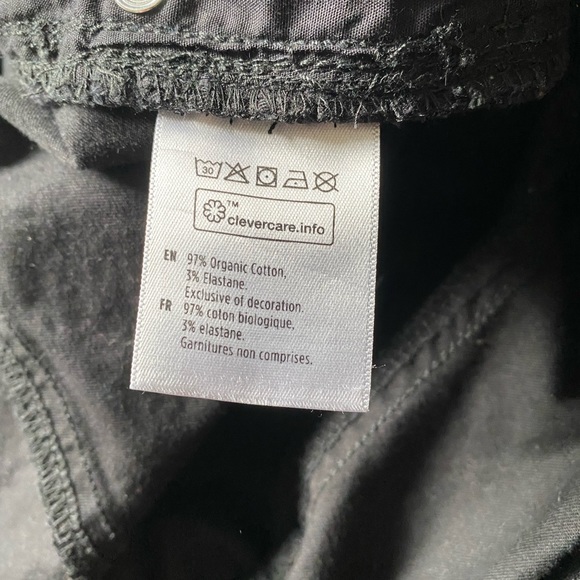 30
TM
clevercare.info
EN 97% Organic Cotton,
3% Elastane.
Exclusive of decoration.
FR 97% coton biologique,
3% elastane.
Garnitures non comprises.